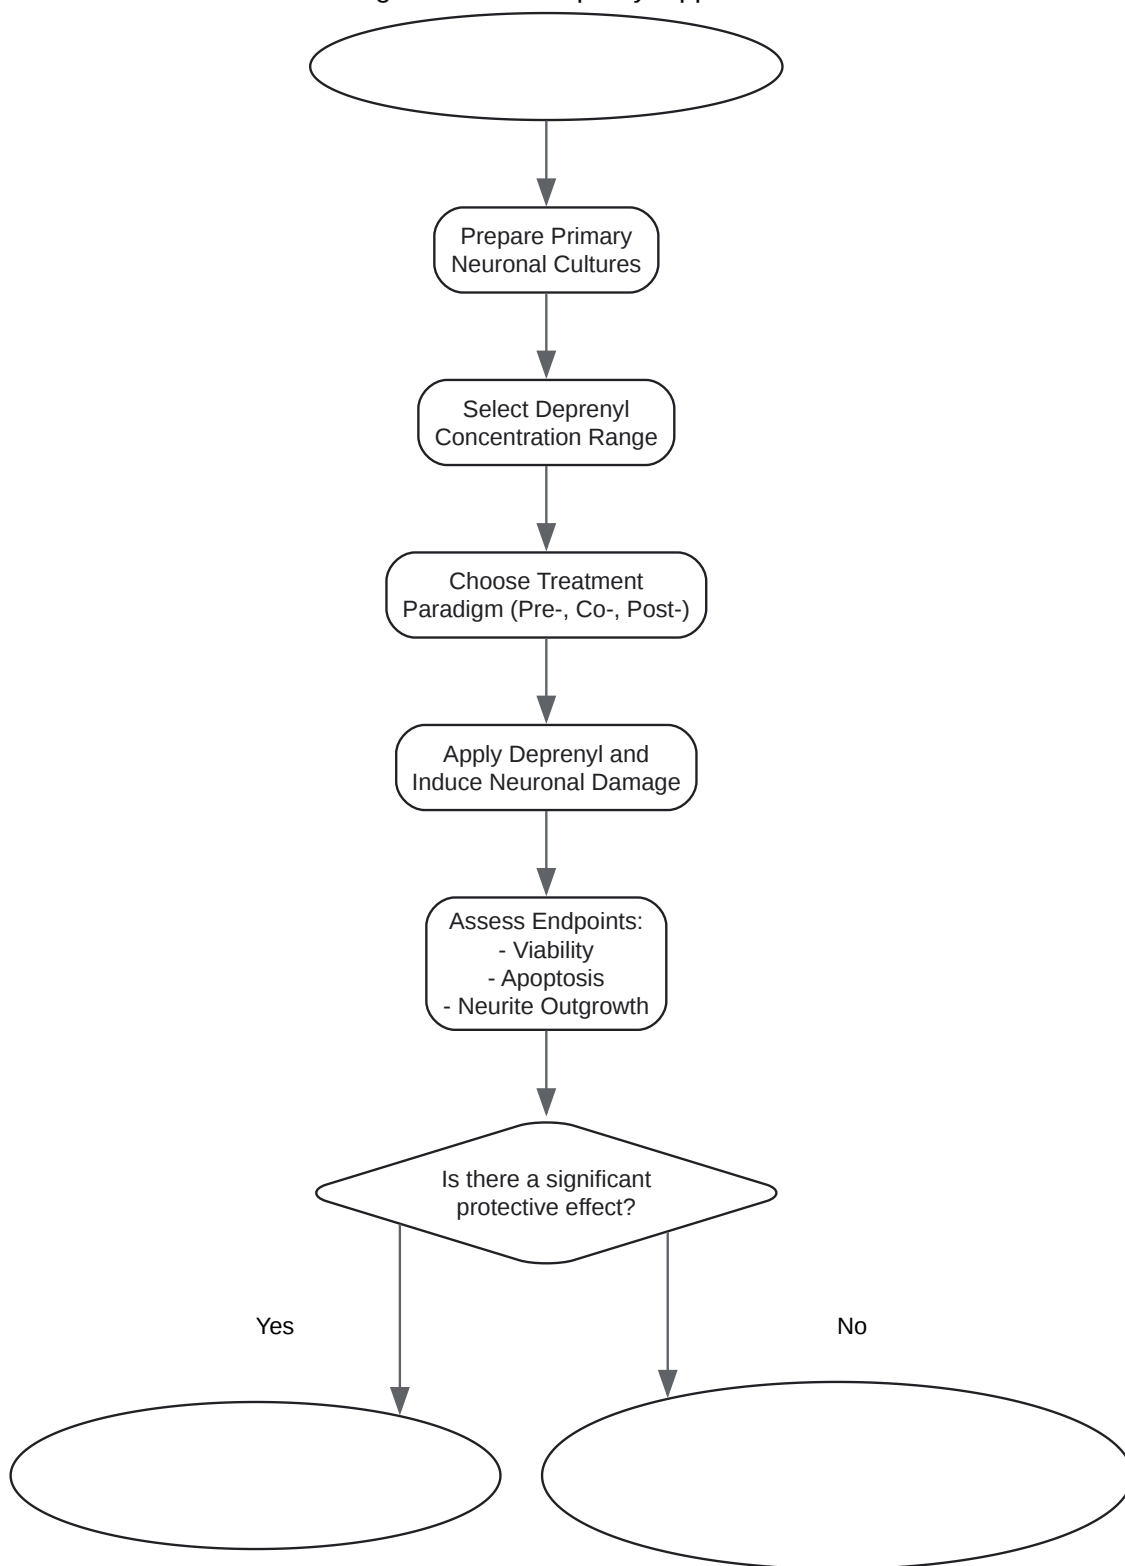 Prepare Primary
Neuronal Cultures
Select Deprenyl
Concentration Range
Choose Treatment
Paradigm (Pre-, Co-, Post-)
Apply Deprenyl and
Induce Neuronal Damage
Assess Endpoints:
- Viability
- Apoptosis
- Neurite Outgrowth
Is there a significant
protective effect?
Yes
No